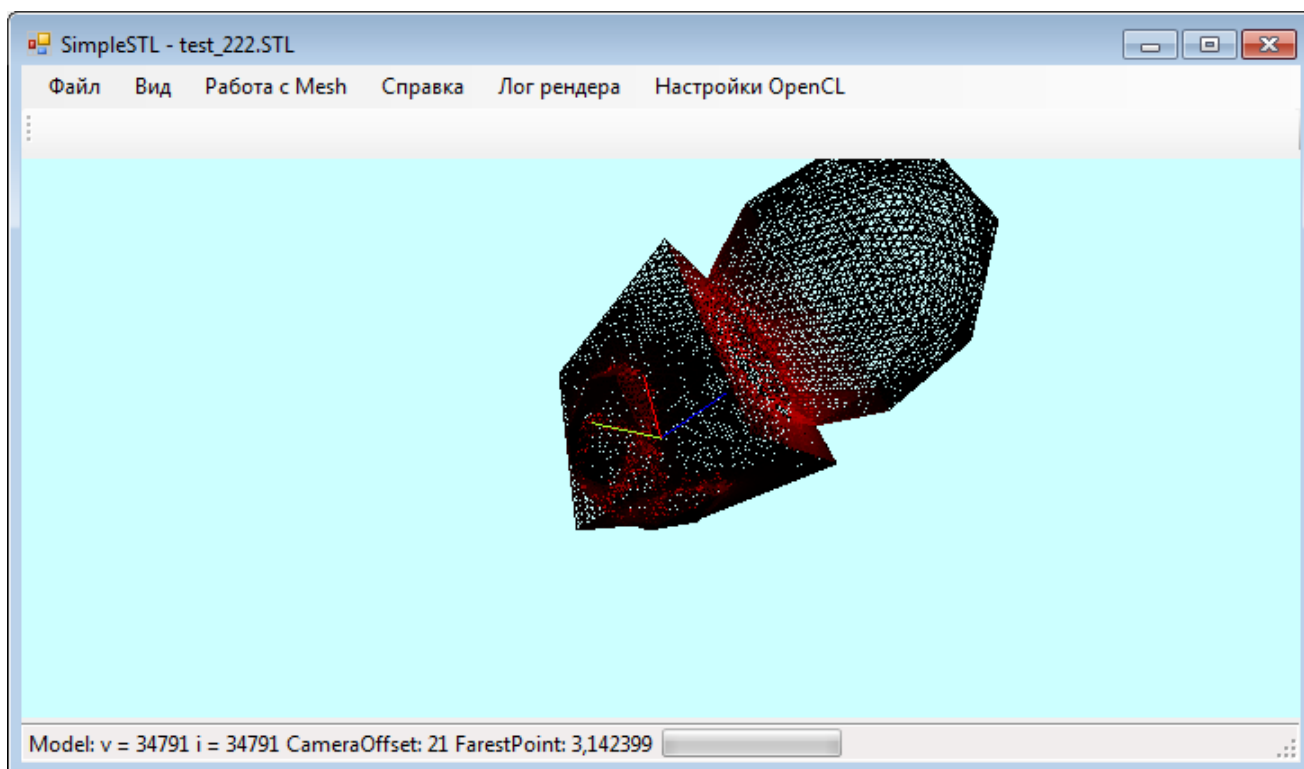 SimpleSTL - test_222.STL
Файл Вид Работа с Mesh Справка Лог рендера Настройки OpenCL
Model: v = 34791 i = 34791 CameraOffset: 21 FarestPoint: 3,142399